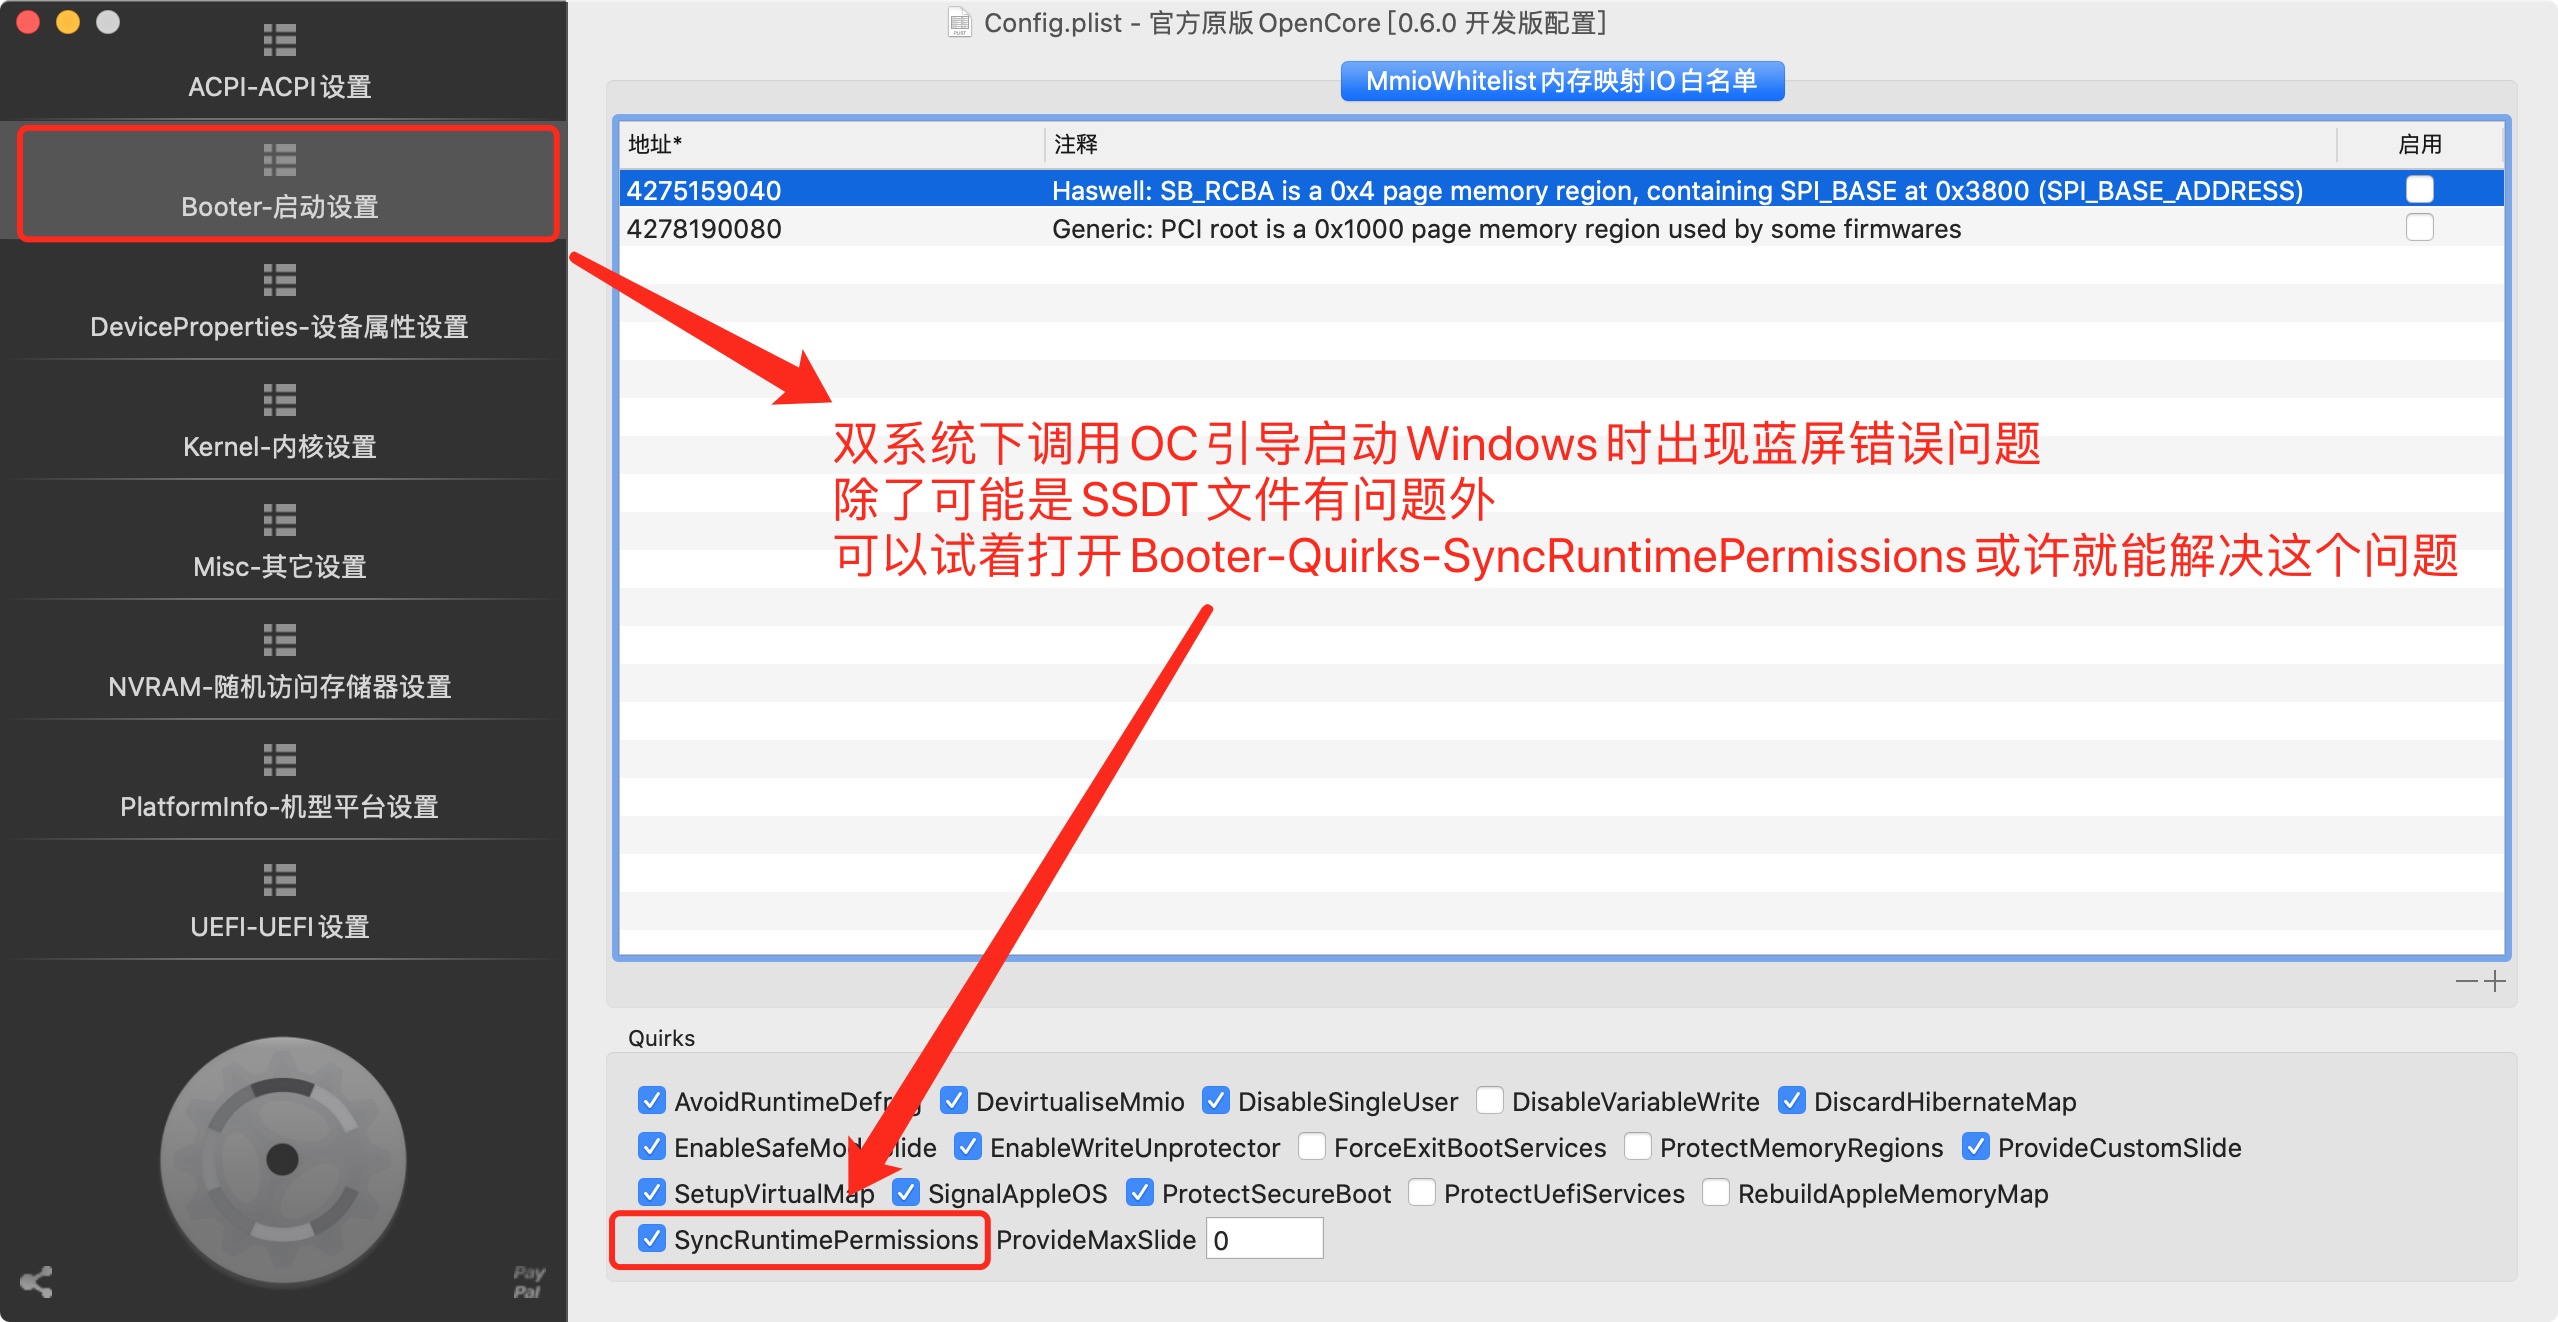 Config.plist - 官方原版OpenCore [0.6.0 开发版配置]
ACPI-ACPI设置
Booter-启动设置
DeviceProperties-设备属性设置
Kernel-内核设置
Misc-其它设置
NVRAM-随机访问存储器设置
PlatformInfo-机型平台设置
UEFI-UEFI设置
Pay
Pal
MmioWhitelist内存映射IO白名单
地址* 注释 启用
4275159040 Haswell: SB_RCBA is a 0x4 page memory region, containing SPI_BASE at 0x3800 (SPI_BASE_ADDRESS)
4278190080 Generic: PCI root is a 0x1000 page memory region used by some firmwares
双系统下调用OC引导启动Windows时出现蓝屏错误问题
除了可能是SSDT文件有问题外
可以试着打开Booter-Quirks-SyncRuntimePermissions或许就能解决这个问题
Quirks
AvoidRuntimeDefrag DevirtualiseMmio DisableSingleUser DisableVariableWrite DiscardHibernateMap
EnableSafeModeSlide EnableWriteUnprotector ForceExitBootServices ProtectMemoryRegions ProvideCustomSlide
SetupVirtualMap SignalAppleOS ProtectSecureBoot ProtectUefiServices RebuildAppleMemoryMap
SyncRuntimePermissions ProvideMaxSlide 0